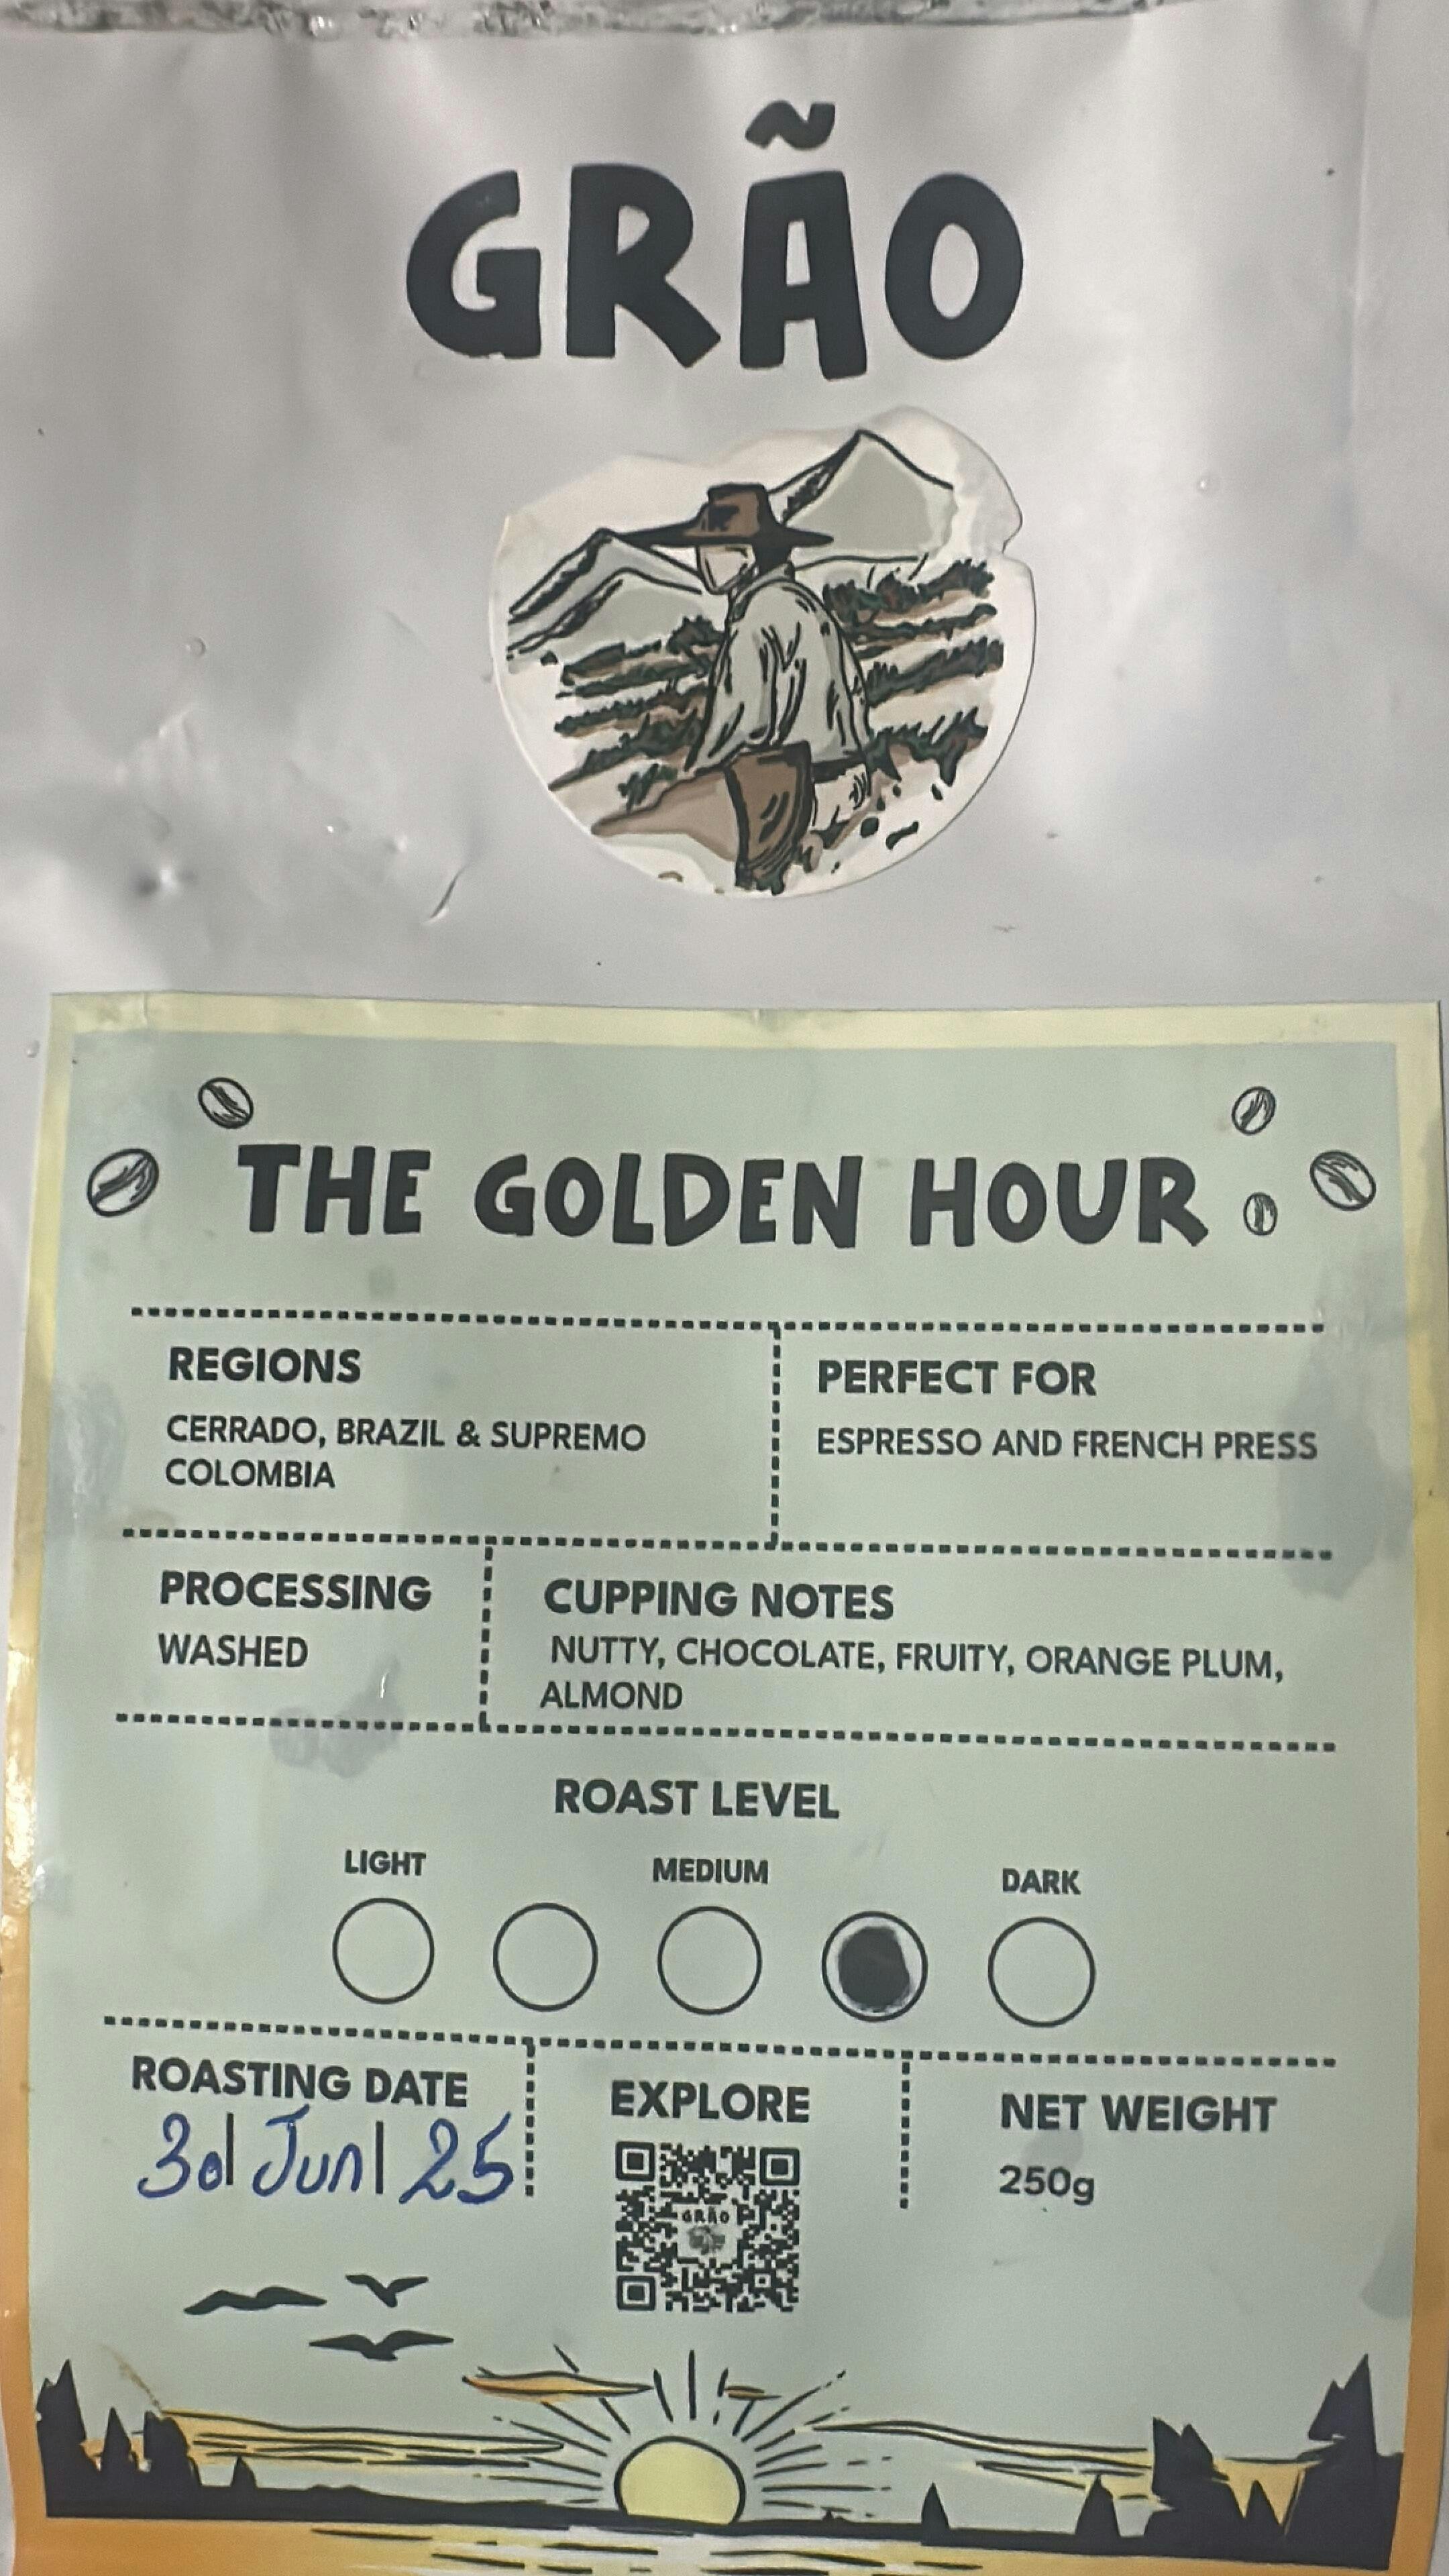 GRÃO
THE GOLDEN HOUR
REGIONS
CERRADO, BRAZIL & SUPREMO
COLOMBIA
PERFECT FOR
ESPRESSO AND FRENCH PRESS
PROCESSING
WASHED
CUPPING NOTES
NUTTY, CHOCOLATE, FRUITY, ORANGE PLUM,
ALMOND
ROAST LEVEL
LIGHT
MEDIUM
DARK
ROASTING DATE
30|Jun|25
EXPLORE
GRÃO
NET WEIGHT
250g